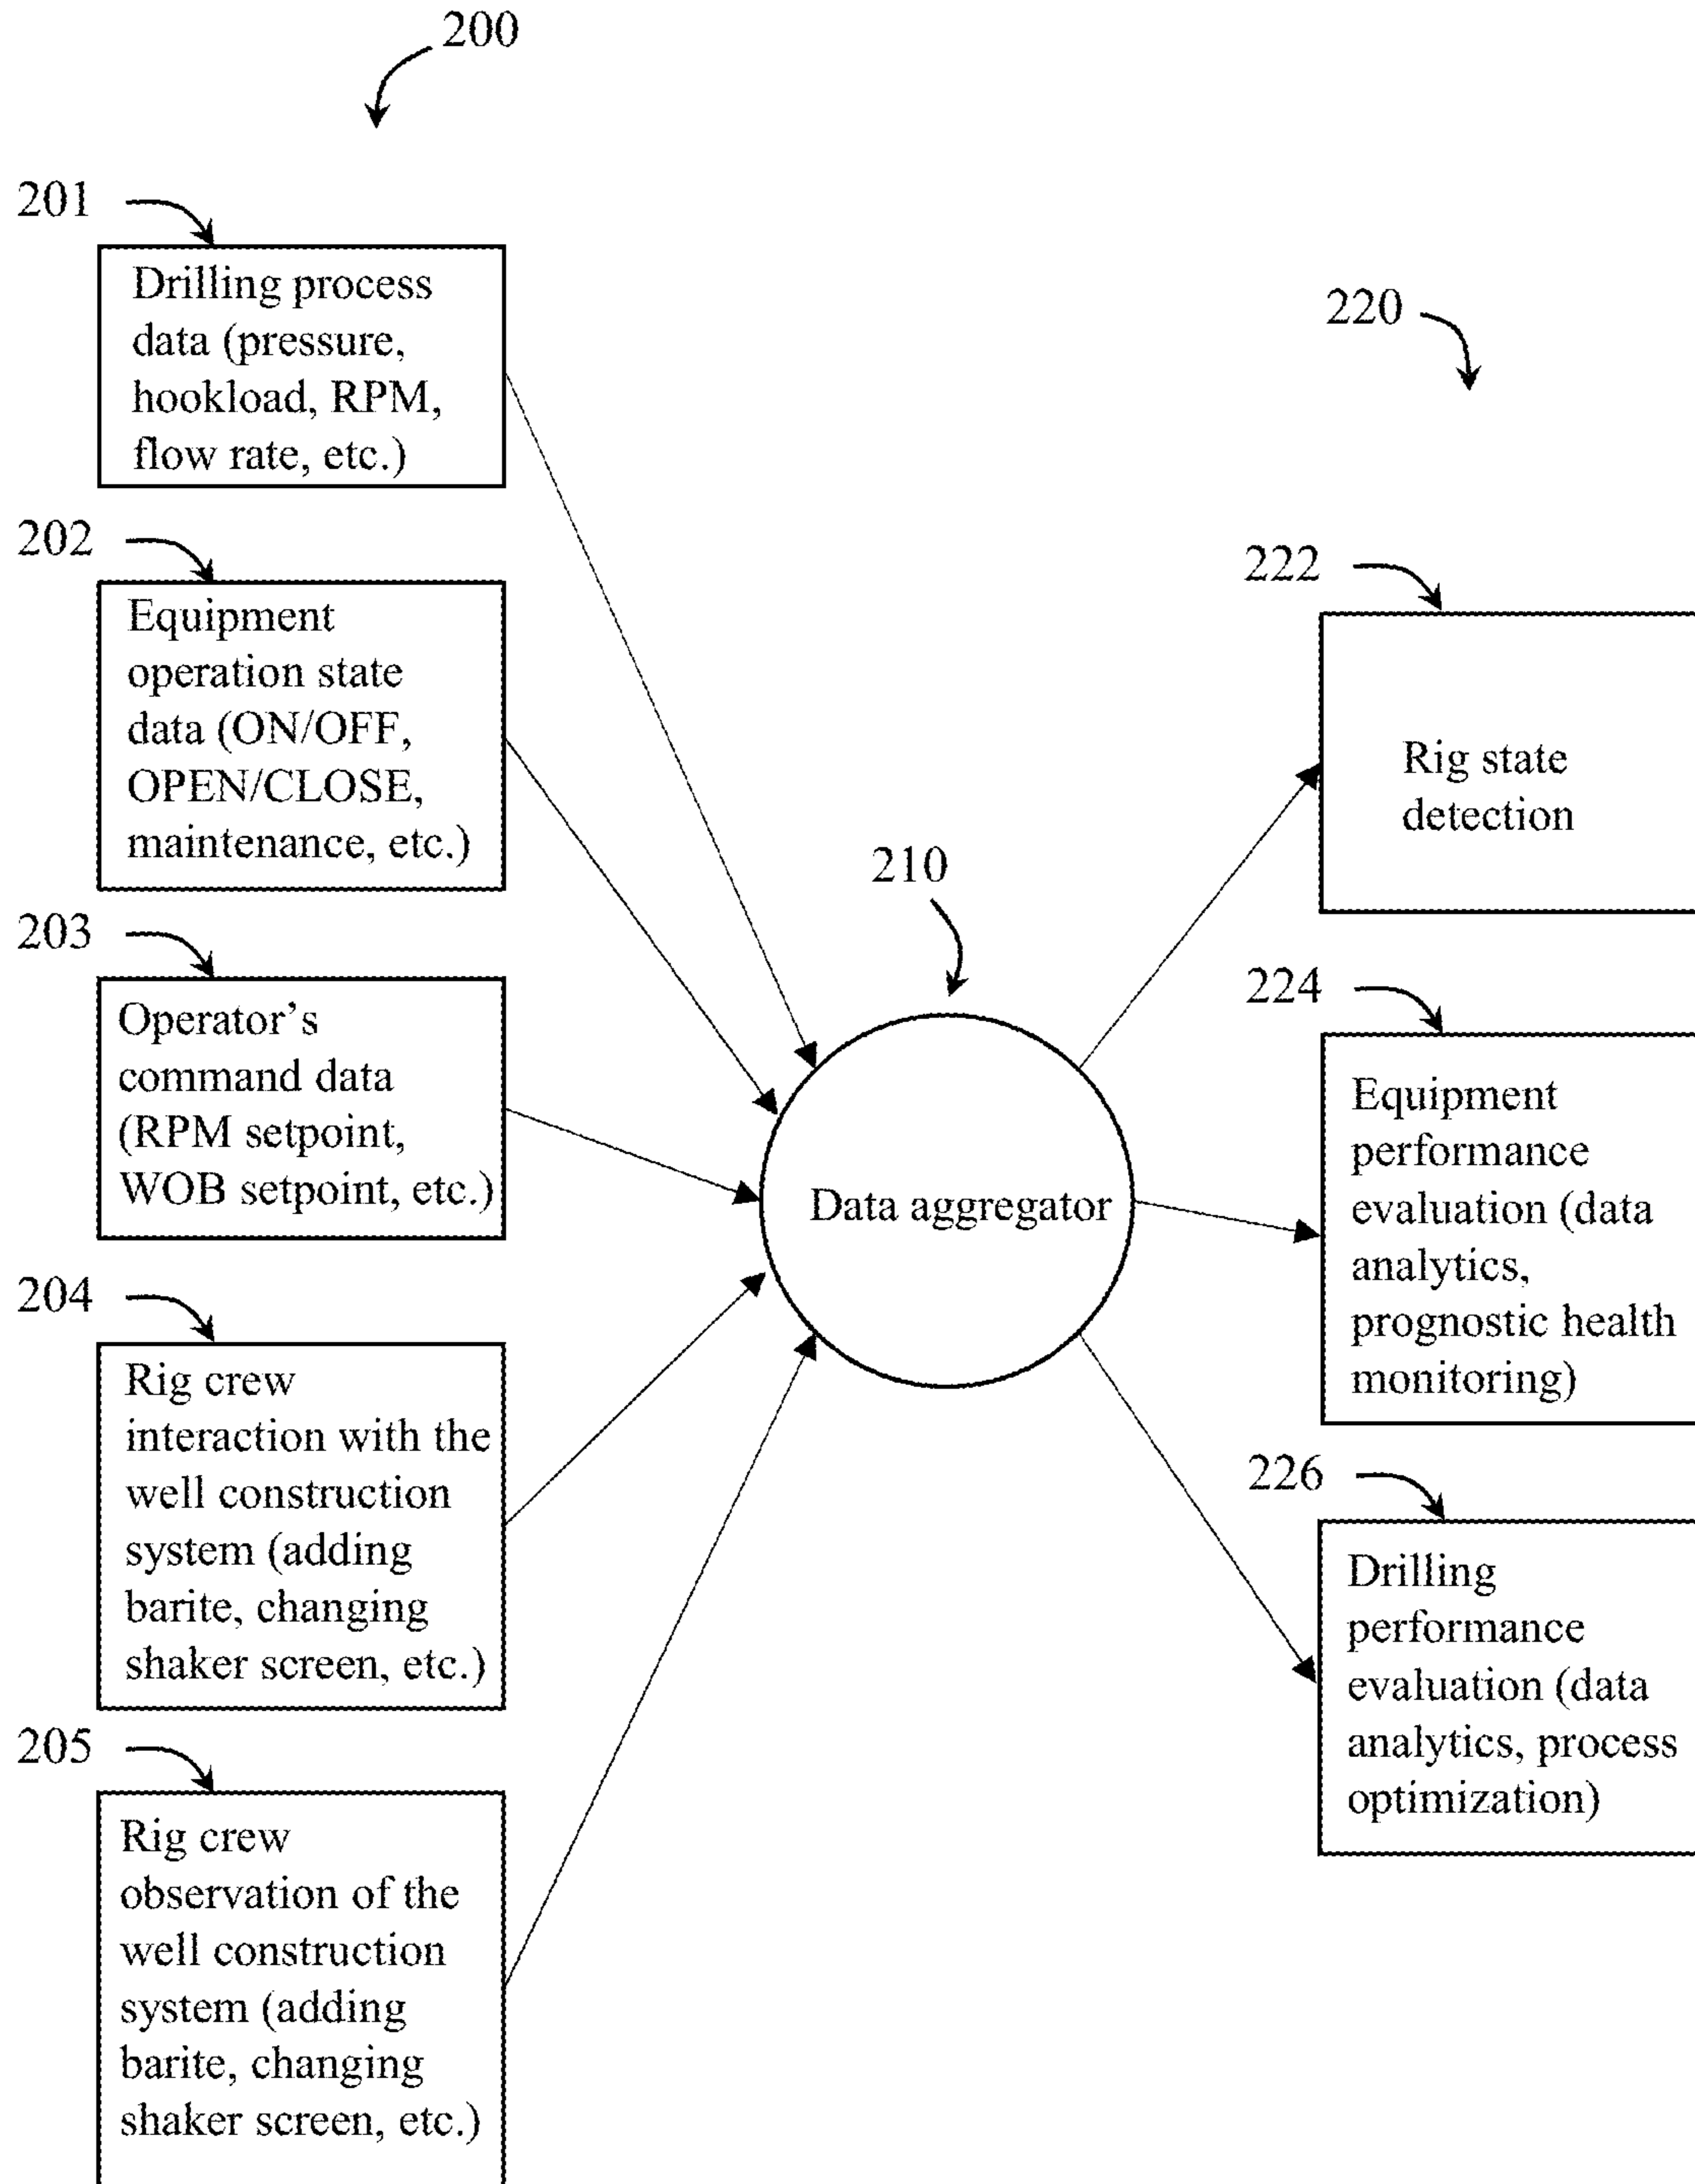 200
201
Drilling process
data (pressure,
hookload, RPM,
flow rate, etc.)
202
Equipment
operation state
data (ON/OFF,
OPEN/CLOSE,
maintenance, etc.)
203
Operator's
command data
(RPM setpoint,
WOB setpoint, etc.)
204
Rig crew
interaction with the
well construction
system (adding
barite, changing
shaker screen, etc.)
205
Rig crew
observation of the
well construction
system (adding
barite, changing
shaker screen, etc.)
210
Data aggregator
220
222
Rig state
detection
224
Equipment
performance
evaluation (data
analytics,
prognostic health
monitoring)
226
Drilling
performance
evaluation (data
analytics, process
optimization)